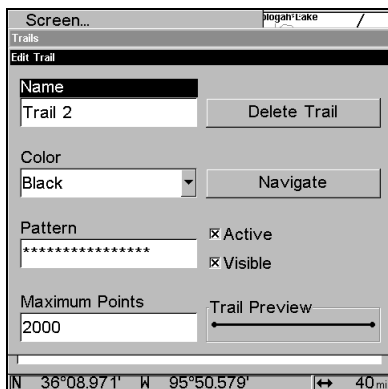 Screen...
Trails
Edit Trail
Name
Trail 2
Delete Trail
Color
Black
Navigate
Pattern
****************
Active
Visible
Maximum Points
2000
Trail Preview
N 36°08.971' W 95°50.579' ↔ 40 mi